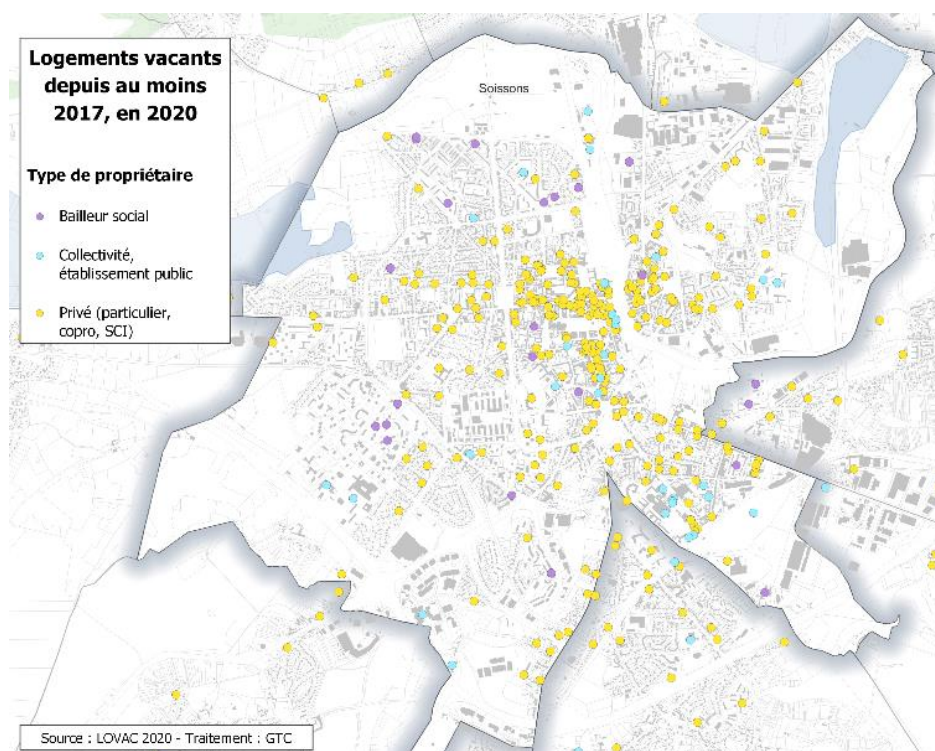 Logements vacants
depuis au moins
2017, en 2020
Type de propriétaire
Bailleur social
Collectivité,
établissement public
Privé (particulier,
copro, SCI)
Soissons
Source : LOVAC 2020 - Traitement : GTC